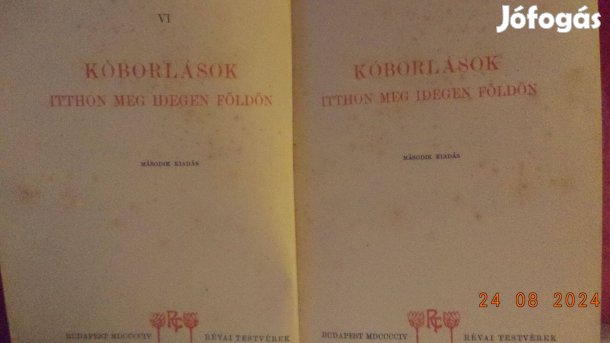 Jófogás
VI
KÓBORLÁSOK
ITTHON MEG IDEGEN FÖLDÖN
MÁSODIK KIADÁS
BUDAPEST MDCCCCIV RÉVAI TESTVÉREK
KÓBORLÁSOK
ITTHON MEG IDEGEN FÖLDÖN
MÁSODIK KIADÁS
BUDAPEST MDCCCCIV RÉVAI TESTVÉREK
24 08 2024